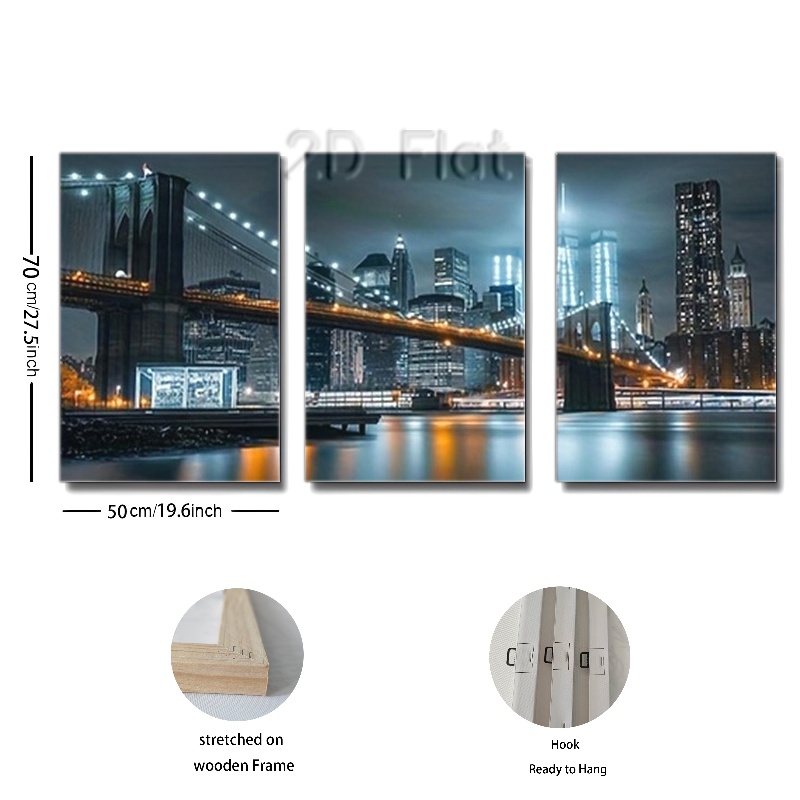 2D Flat
70 cm/27.5inch
50 cm/19.6inch
stretched on
wooden Frame
Hook
Ready to Hang